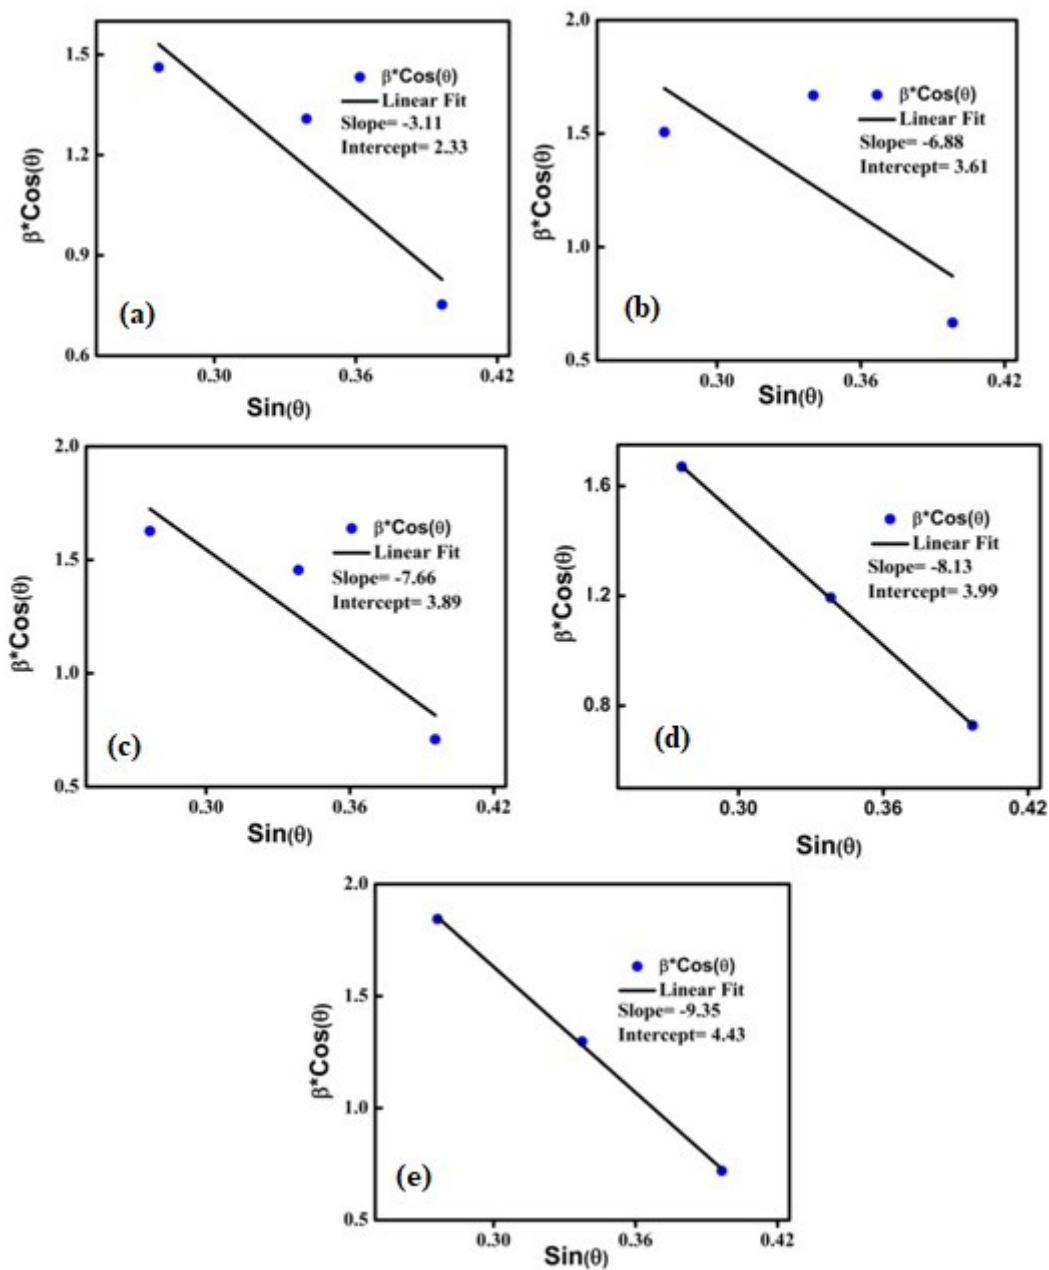 1.5
1.2
0.9
0.6
β*Cos(θ)
β*Cos(θ)
Linear Fit
Slope= -3.11
Intercept= 2.33
(a)
0.30 0.36 0.42
Sin(θ)
2.0
1.5
1.0
0.5
β*Cos(θ)
β*Cos(θ)
Linear Fit
Slope= -6.88
Intercept= 3.61
(b)
0.30 0.36 0.42
Sin(θ)
2.0
1.5
1.0
0.5
β*Cos(θ)
β*Cos(θ)
Linear Fit
Slope= -7.66
Intercept= 3.89
(c)
0.30 0.36 0.42
Sin(θ)
1.6
1.2
0.8
β*Cos(θ)
β*Cos(θ)
Linear Fit
Slope= -8.13
Intercept= 3.99
(d)
0.30 0.36 0.42
Sin(θ)
2.0
1.5
1.0
0.5
β*Cos(θ)
β*Cos(θ)
Linear Fit
Slope= -9.35
Intercept= 4.43
(e)
0.30 0.36 0.42
Sin(θ)